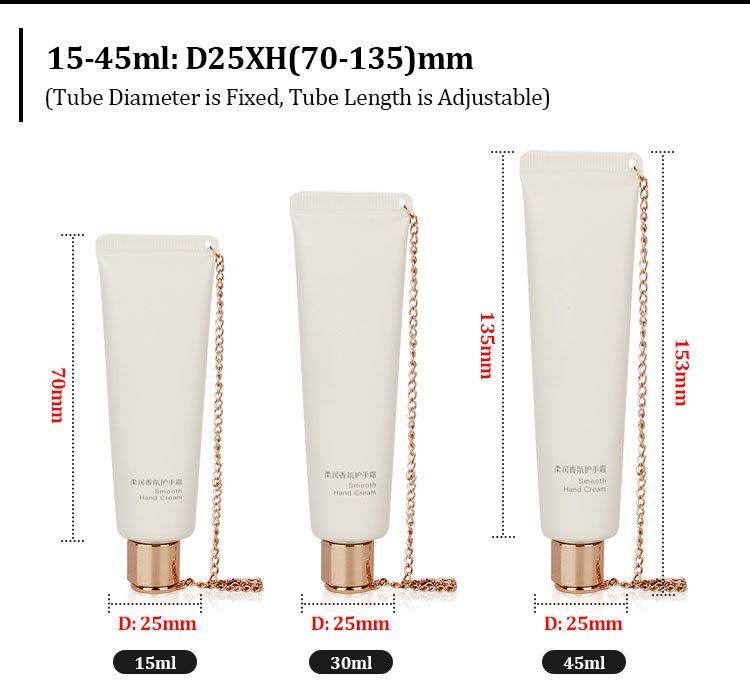 15-45ml: D25XH(70-135)mm
(Tube Diameter is Fixed, Tube Length is Adjustable)
70mm
柔润香氛护手霜
Smooth
Hand Cream
D: 25mm
15ml
柔润香氛护手霜
Smooth
Hand Cream
D: 25mm
30ml
135mm
153mm
柔润香氛护手霜
Smooth
Hand Cream
D: 25mm
45ml